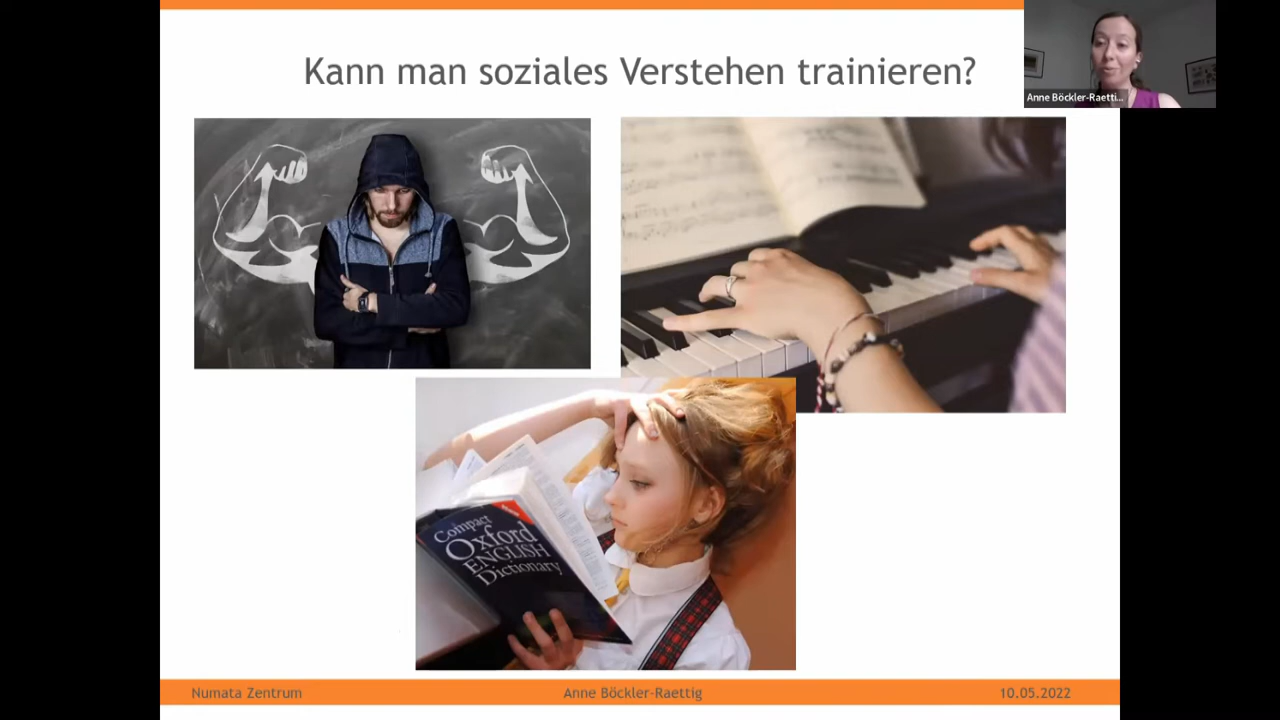 Kann man soziales Verstehen trainieren?
Anne Böckler-Raetti...
Compact
Oxford
ENGLISH
Dictionary
Numata Zentrum
Anne Böckler-Raettig
10.05.2022